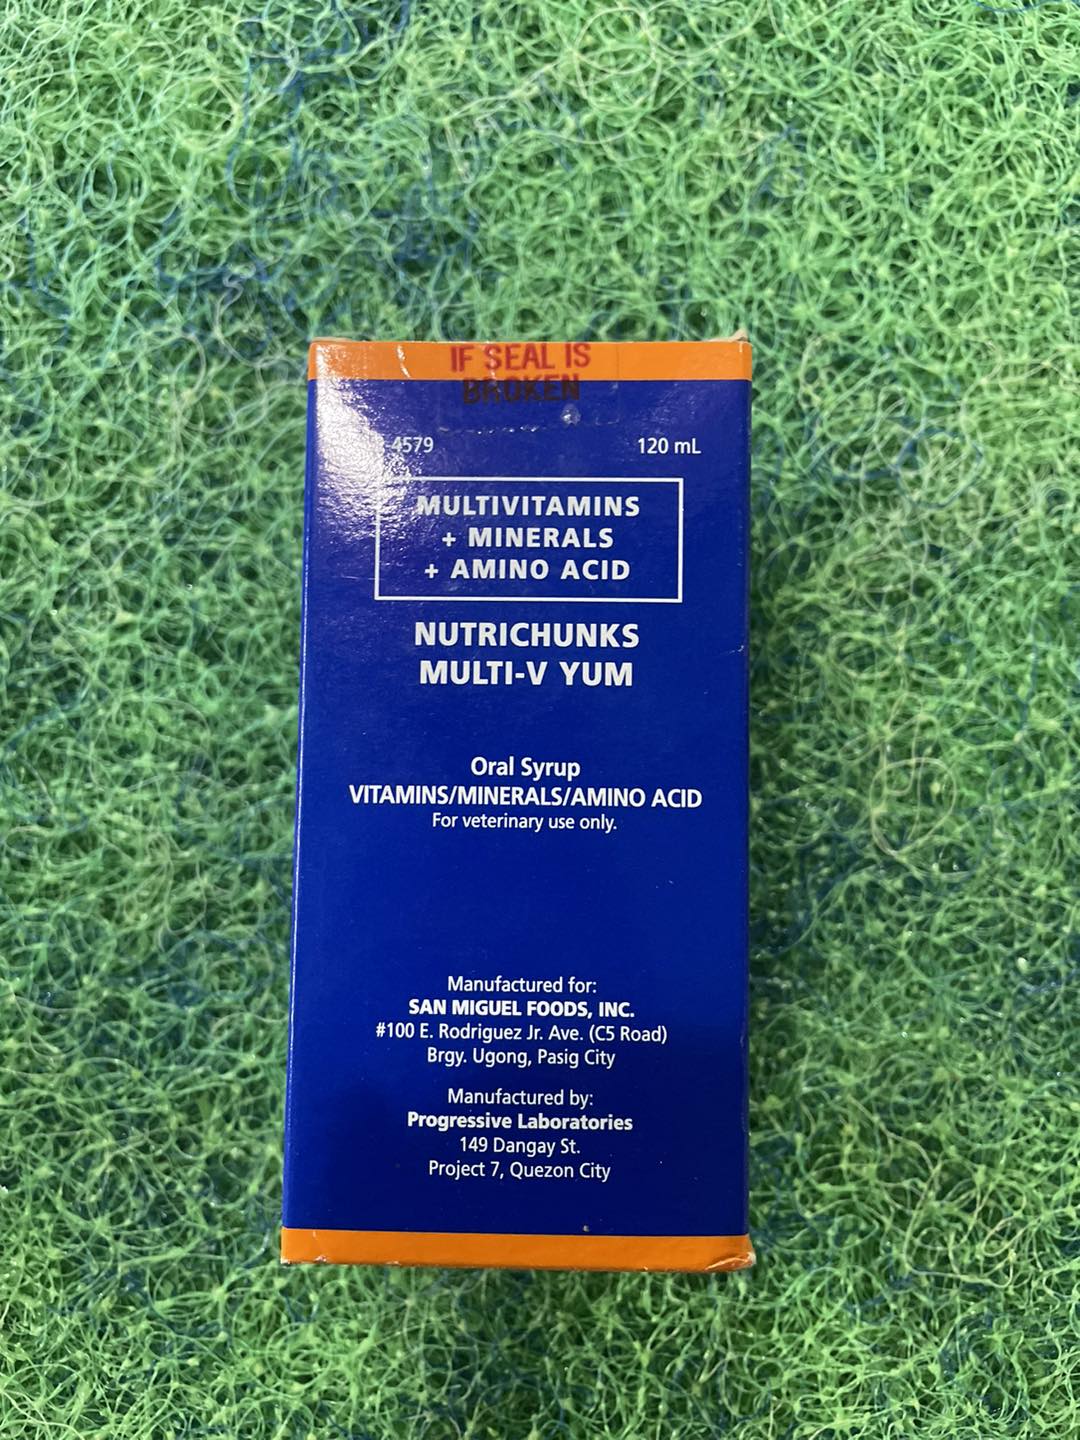 IF SEAL IS
BROKEN
4579
120 mL
MULTIVITAMINS
+ MINERALS
+ AMINO ACID
NUTRICHUNKS
MULTI-V YUM
Oral Syrup
VITAMINS/MINERALS/AMINO ACID
For veterinary use only.
Manufactured for:
SAN MIGUEL FOODS, INC.
#100 E. Rodriguez Jr. Ave. (C5 Road)
Brgy. Ugong, Pasig City
Manufactured by:
Progressive Laboratories
149 Dangay St.
Project 7, Quezon City